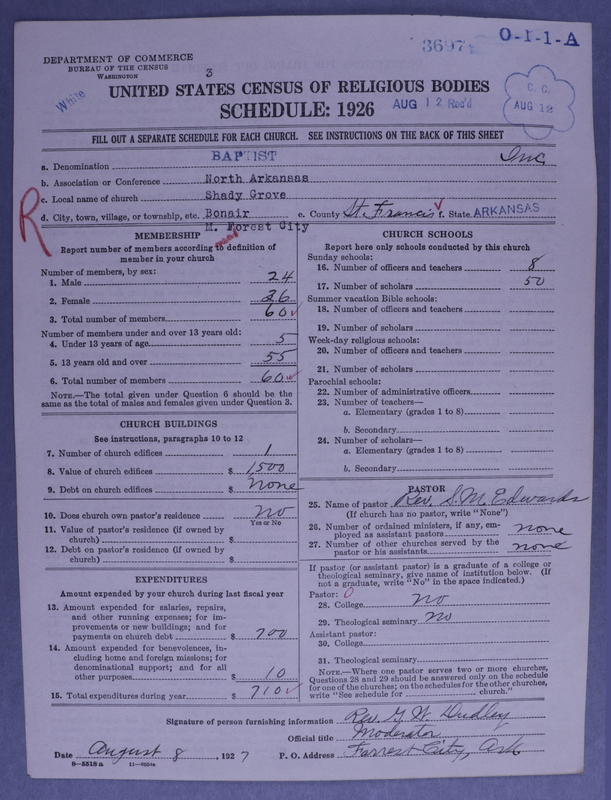 O-1-1-A
36971
DEPARTMENT OF COMMERCE
BUREAU OF THE CENSUS
WASHINGTON
3
White
UNITED STATES CENSUS OF RELIGIOUS BODIES
SCHEDULE: 1926
AUG 12 Rec'd
C. C.
AUG 12
FILL OUT A SEPARATE SCHEDULE FOR EACH CHURCH. SEE INSTRUCTIONS ON THE BACK OF THIS SHEET
a. Denomination BAPTIST Inc
b. Association or Conference North Arkansas
c. Local name of church Shady Grove
R
d. City, town, village, or township, etc. Bonair e. County St. Francis f. State ARKANSAS
M. Forest City
MEMBERSHIP
Report number of members according to definition of
member in your church
Number of members, by sex:
1. Male 24
2. Female 36
3. Total number of members 60
Number of members under and over 13 years old:
4. Under 13 years of age 5
5. 13 years old and over 55
6. Total number of members 60
NOTE.—The total given under Question 6 should be
the same as the total of males and females given under Question 3.
CHURCH BUILDINGS
See instructions, paragraphs 10 to 12
7. Number of church edifices 1
8. Value of church edifices $ 1500
9. Debt on church edifices $ none
10. Does church own pastor's residence? no
Yes or No
11. Value of pastor's residence (if owned by
church) $
12. Debt on pastor's residence (if owned by
church) $
EXPENDITURES
Amount expended by your church during last fiscal year
13. Amount expended for salaries, repairs,
and other running expenses; for im-
provements or new buildings; and for
payments on church debt $ 700
14. Amount expended for benevolences, in-
cluding home and foreign missions; for
denominational support; and for all
other purposes $ 10
15. Total expenditures during year $ 710
CHURCH SCHOOLS
Report here only schools conducted by this church
Sunday schools:
16. Number of officers and teachers 8
17. Number of scholars 50
Summer vacation Bible schools:
18. Number of officers and teachers
19. Number of scholars
Week-day religious schools:
20. Number of officers and teachers
21. Number of scholars
Parochial schools:
22. Number of administrative officers
23. Number of teachers—
a. Elementary (grades 1 to 8)
b. Secondary
24. Number of scholars—
a. Elementary (grades 1 to 8)
b. Secondary
PASTOR
25. Name of pastor Rev. S. M. Edwards
(If church has no pastor, write "None")
26. Number of ordained ministers, if any, em-
ployed as assistant pastors none
27. Number of other churches served by the
pastor or his assistants none
If pastor (or assistant pastor) is a graduate of a college or
theological seminary, give name of institution below. (If
not a graduate, write "No" in the space indicated.)
Pastor: 0
28. College no
29. Theological seminary no
Assistant pastor:
30. College
31. Theological seminary
NOTE.—Where one pastor serves two or more churches,
Questions 28 and 29 should be answered only on the schedule
for one of the churches; on the schedules for the other churches,
write "See schedule for church."
Signature of person furnishing information Rev. G. W. Dudley
Official title Moderator
Date August 8, 1927 P. O. Address Forrest City, Ark
8—5518a 11—9204a